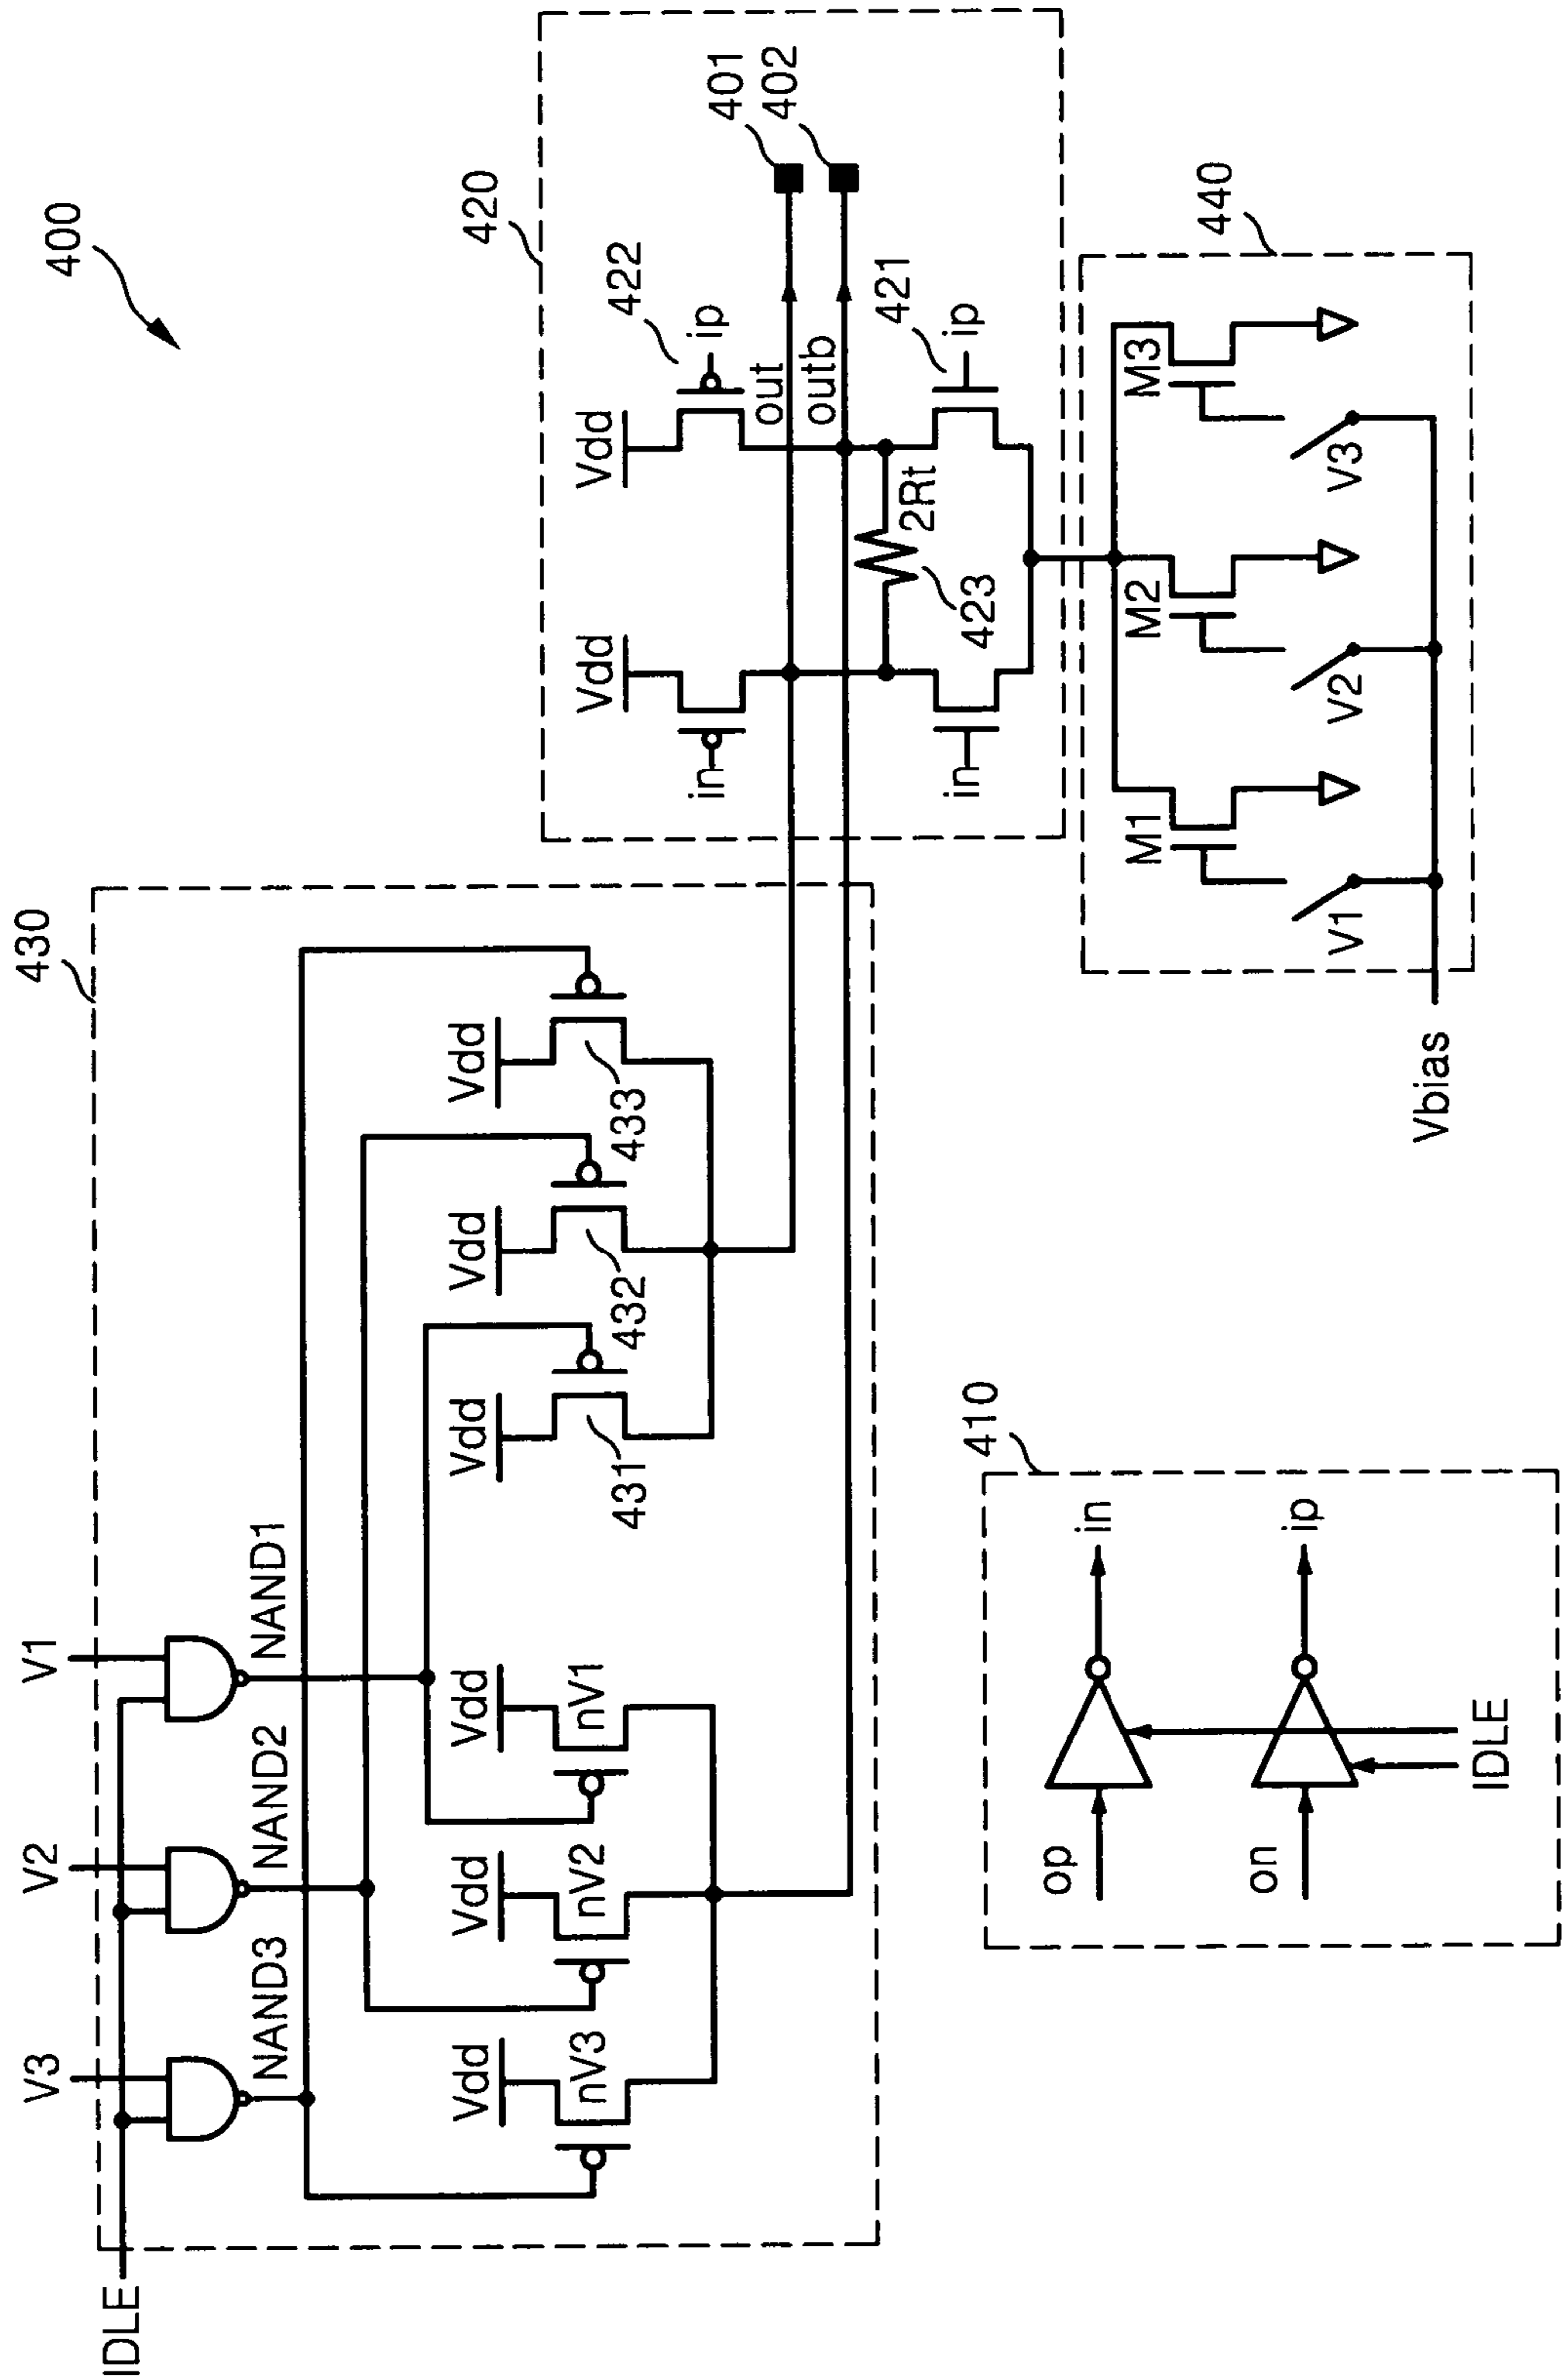 400
430
V3
V2
V1
IDLE
NAND3
NAND2
NAND1
Vdd
nV3
Vdd
nV2
Vdd
nV1
Vdd
431
Vdd
432
Vdd
433
420
Vdd
in
Vdd
422
ip
401
402
out
outb
2Rt
423
in
421
ip
440
M1
M2
M3
V1
V2
V3
Vbias
410
op
in
on
ip
IDLE